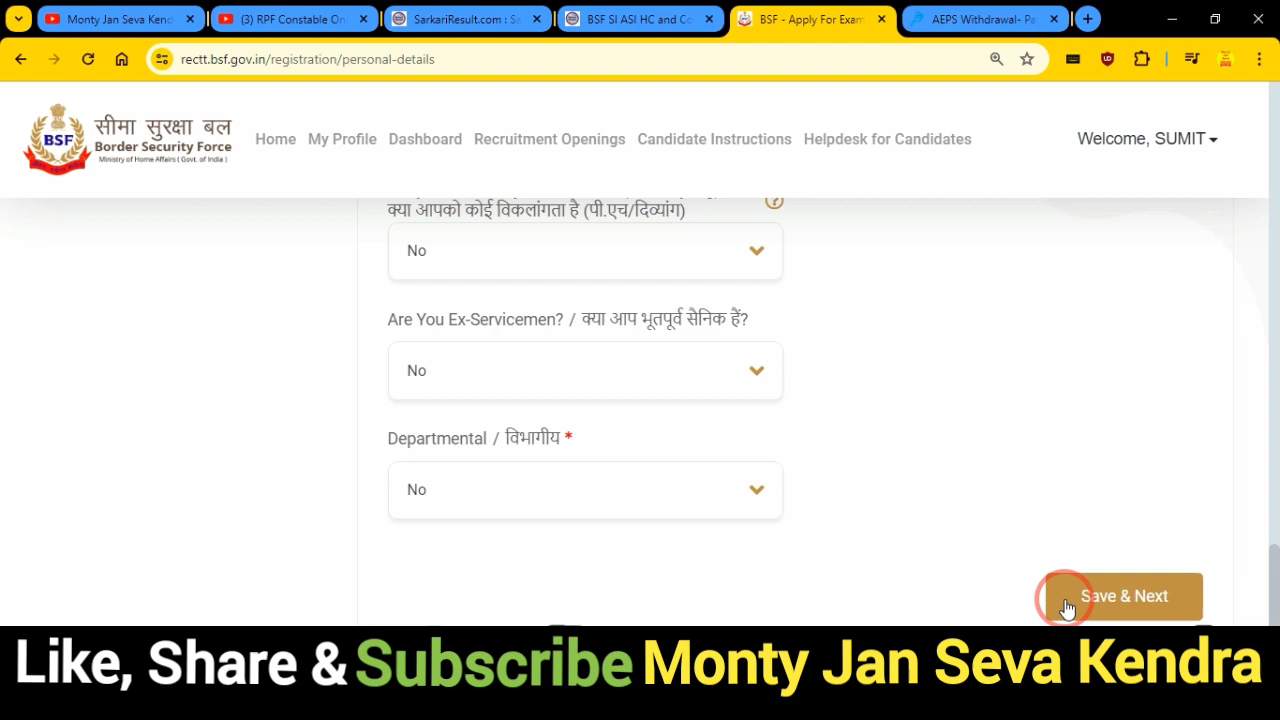 Monty Jan Seva Kend
(3) RPF Constable On
SarkariResult.com : Sa
BSF SI ASI HC and Co
BSF - Apply For Exam
AEPS Withdrawal- Pa
rectt.bsf.gov.in/registration/personal-details
BSF
सीमा सुरक्षा बल
Border Security Force
Ministry of Home Affairs ( Govt. of India )
Home
My Profile
Dashboard
Recruitment Openings
Candidate Instructions
Helpdesk for Candidates
Welcome, SUMIT
क्या आपको कोई विकलांगता है (पी.एच/दिव्यांग)
No
Are You Ex-Servicemen? / क्या आप भूतपूर्व सैनिक हैं?
No
Departmental / विभागीय *
No
Save & Next
Like, Share & Subscribe Monty Jan Seva Kendra